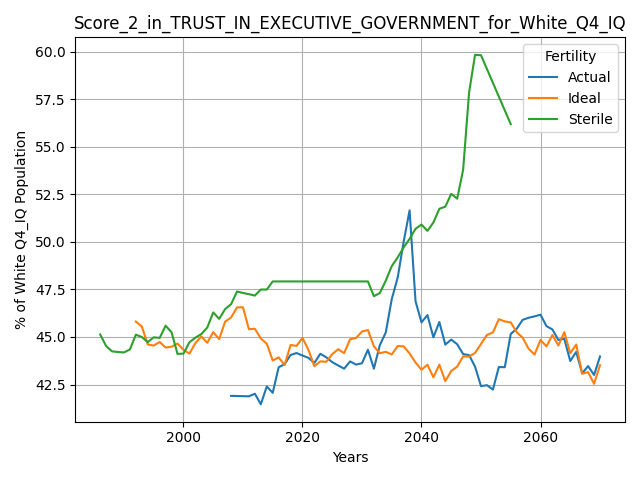 Score_2_in_TRUST_IN_EXECUTIVE_GOVERNMENT_for_White_Q4_IQ
Fertility
Actual
Ideal
Sterile
% of White Q4_IQ Population
60.0
57.5
55.0
52.5
50.0
47.5
45.0
42.5
2000
2020
2040
2060
Years